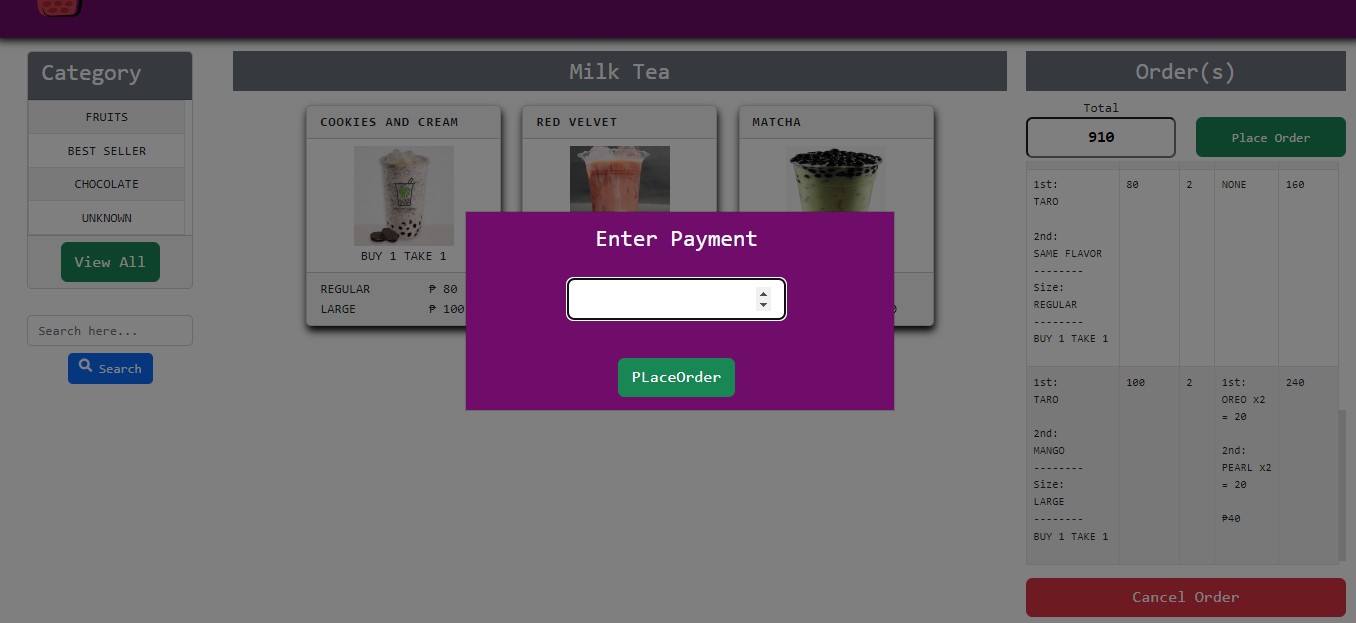 Category
FRUITS
BEST SELLER
CHOCOLATE
UNKNOWN
View All
Search here...
Search
Milk Tea
COOKIES AND CREAM
BUY 1 TAKE 1
REGULAR ₱ 80
LARGE ₱ 100
RED VELVET
MATCHA
Enter Payment
PLaceOrder
Order(s)
Total
910
Place Order
1st:
TARO
2nd:
SAME FLAVOR
--------
Size:
REGULAR
--------
BUY 1 TAKE 1
80
2
NONE
160
1st:
TARO
2nd:
MANGO
--------
Size:
LARGE
--------
BUY 1 TAKE 1
100
2
1st:
OREO x2
= 20
2nd:
PEARL x2
= 20
₱40
240
Cancel Order